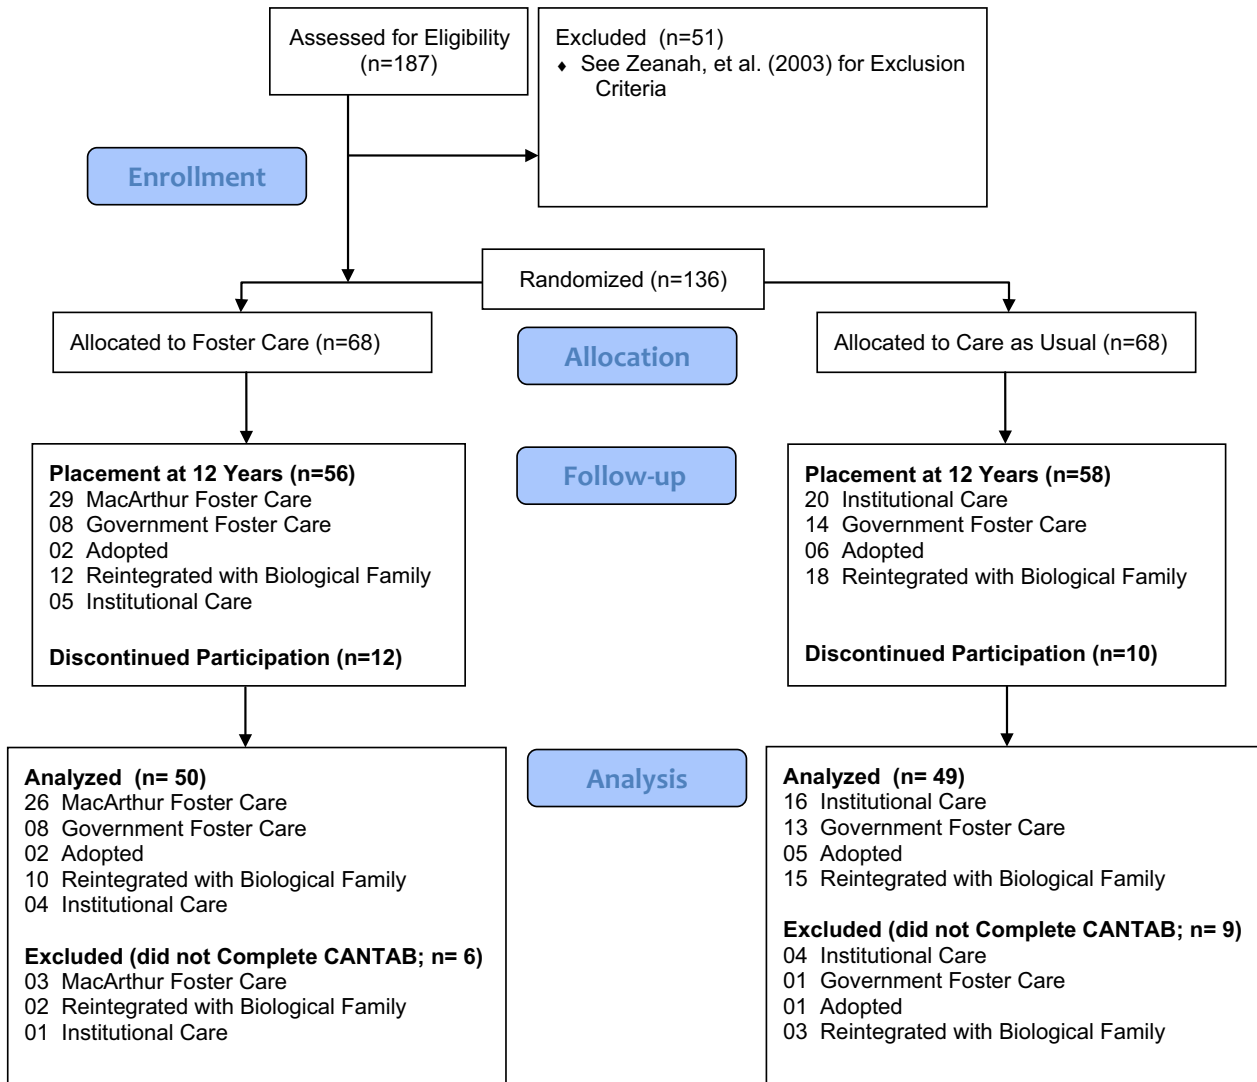 Assessed for Eligibility
(n=187)
Excluded (n=51)
♦ See Zeanah, et al. (2003) for Exclusion
Criteria
Enrollment
Randomized (n=136)
Allocated to Foster Care (n=68)
Allocation
Allocated to Care as Usual (n=68)
Placement at 12 Years (n=56)
29 MacArthur Foster Care
08 Government Foster Care
02 Adopted
12 Reintegrated with Biological Family
05 Institutional Care
Discontinued Participation (n=12)
Follow-up
Placement at 12 Years (n=58)
20 Institutional Care
14 Government Foster Care
06 Adopted
18 Reintegrated with Biological Family
Discontinued Participation (n=10)
Analyzed (n= 50)
26 MacArthur Foster Care
08 Government Foster Care
02 Adopted
10 Reintegrated with Biological Family
04 Institutional Care
Excluded (did not Complete CANTAB; n= 6)
03 MacArthur Foster Care
02 Reintegrated with Biological Family
01 Institutional Care
Analysis
Analyzed (n= 49)
16 Institutional Care
13 Government Foster Care
05 Adopted
15 Reintegrated with Biological Family
Excluded (did not Complete CANTAB; n= 9)
04 Institutional Care
01 Government Foster Care
01 Adopted
03 Reintegrated with Biological Family